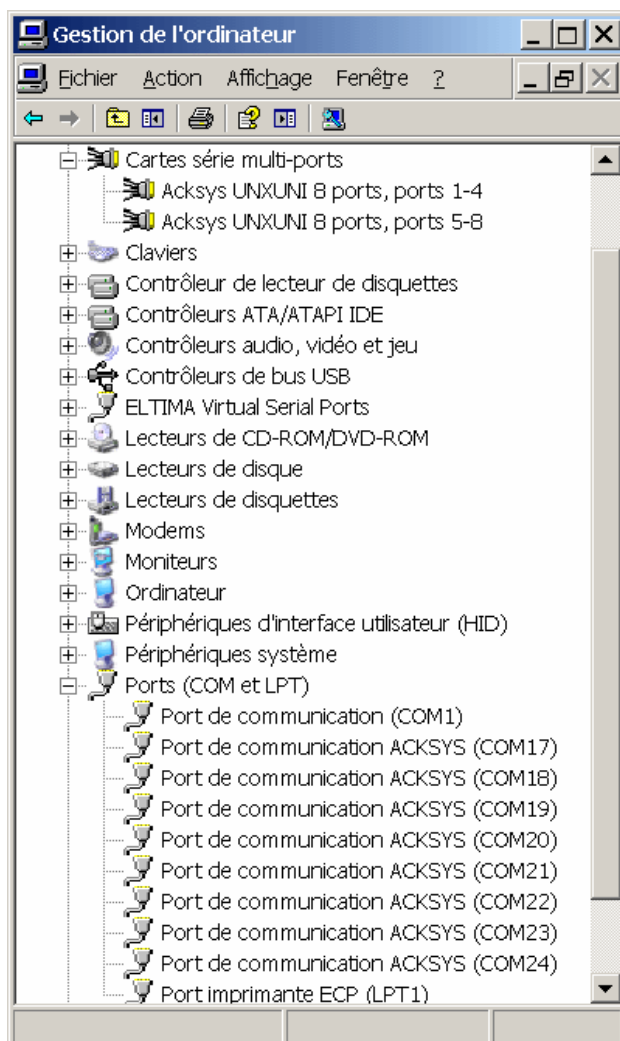 Gestion de l'ordinateur
Fichier Action Affichage Fenêtre ?
Cartes série multi-ports
Acksys UNXUNI 8 ports, ports 1-4
Acksys UNXUNI 8 ports, ports 5-8
Claviers
Contrôleur de lecteur de disquettes
Contrôleurs ATA/ATAPI IDE
Contrôleurs audio, vidéo et jeu
Contrôleurs de bus USB
ELTIMA Virtual Serial Ports
Lecteurs de CD-ROM/DVD-ROM
Lecteurs de disque
Lecteurs de disquettes
Modems
Moniteurs
Ordinateur
Périphériques d'interface utilisateur (HID)
Périphériques système
Ports (COM et LPT)
Port de communication (COM1)
Port de communication ACKSYS (COM17)
Port de communication ACKSYS (COM18)
Port de communication ACKSYS (COM19)
Port de communication ACKSYS (COM20)
Port de communication ACKSYS (COM21)
Port de communication ACKSYS (COM22)
Port de communication ACKSYS (COM23)
Port de communication ACKSYS (COM24)
Port imprimante ECP (LPT1)